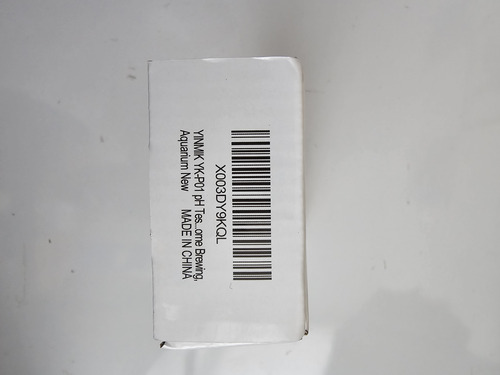 X003DY9KQL
YINMIK YK-P01 pH Tes...ome Brewing,
Aquarium New MADE IN CHINA